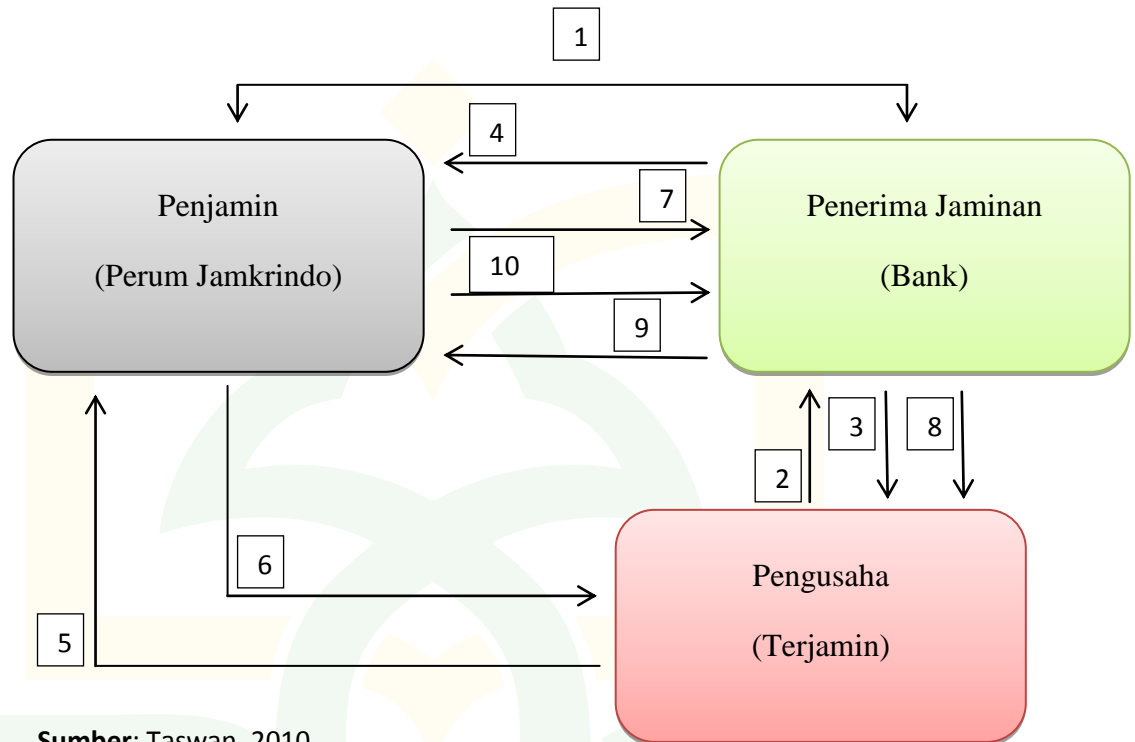 1
4
7
10
9
Penjamin
(Perum Jamkrindo)
Penerima Jaminan
(Bank)
3
8
2
6
5
Pengusaha
(Terjamin)
Sumber: Taswan, 2010